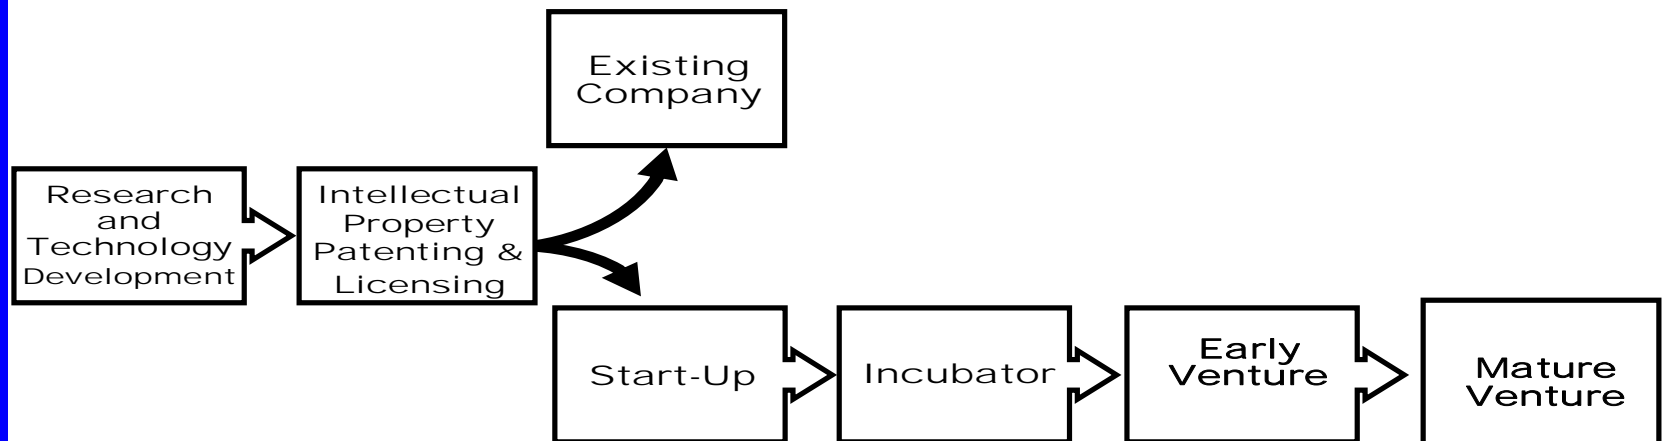 Existing
Company
Research
and
Technology
Development
Intellectual
Property
Patenting &
Licensing
Start-Up
Incubator
Early
Venture
Mature
Venture